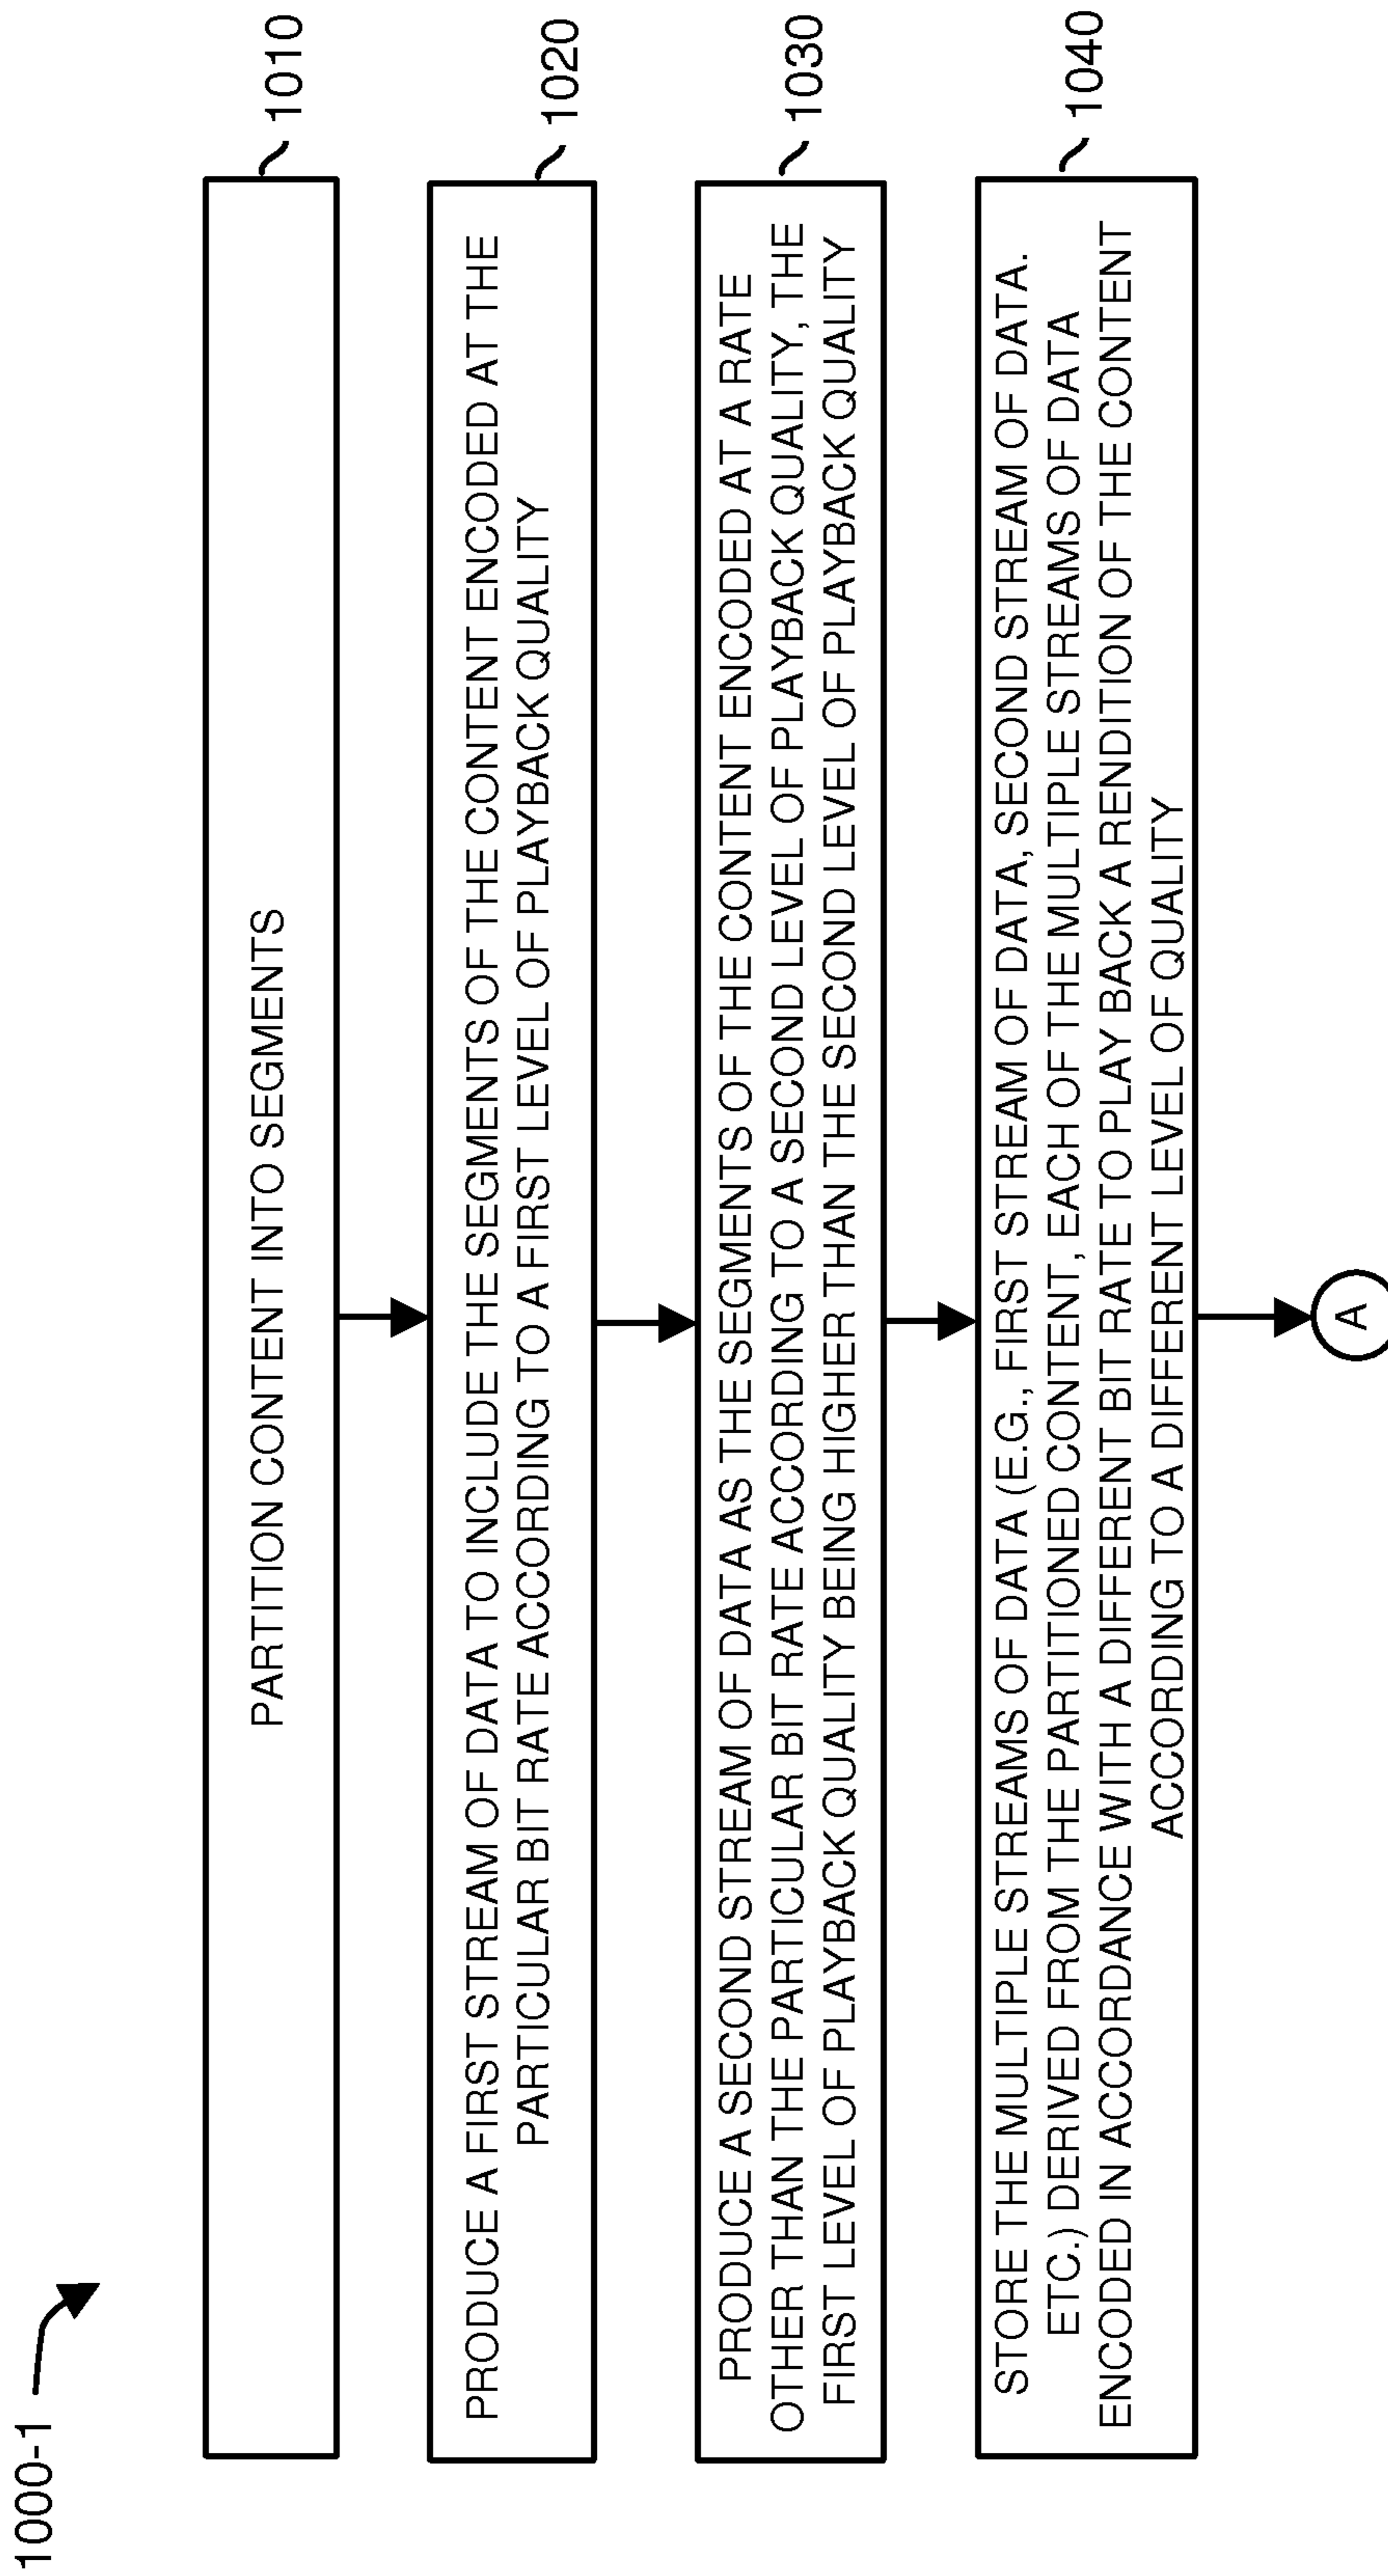 1000-1
PARTITION CONTENT INTO SEGMENTS
1010
PRODUCE A FIRST STREAM OF DATA TO INCLUDE THE SEGMENTS OF THE CONTENT ENCODED AT THE
PARTICULAR BIT RATE ACCORDING TO A FIRST LEVEL OF PLAYBACK QUALITY
1020
PRODUCE A SECOND STREAM OF DATA AS THE SEGMENTS OF THE CONTENT ENCODED AT A RATE
OTHER THAN THE PARTICULAR BIT RATE ACCORDING TO A SECOND LEVEL OF PLAYBACK QUALITY, THE
FIRST LEVEL OF PLAYBACK QUALITY BEING HIGHER THAN THE SECOND LEVEL OF PLAYBACK QUALITY
1030
STORE THE MULTIPLE STREAMS OF DATA (E.G., FIRST STREAM OF DATA, SECOND STREAM OF DATA.
ETC.) DERIVED FROM THE PARTITIONED CONTENT, EACH OF THE MULTIPLE STREAMS OF DATA
ENCODED IN ACCORDANCE WITH A DIFFERENT BIT RATE TO PLAY BACK A RENDITION OF THE CONTENT
ACCORDING TO A DIFFERENT LEVEL OF QUALITY
1040
A